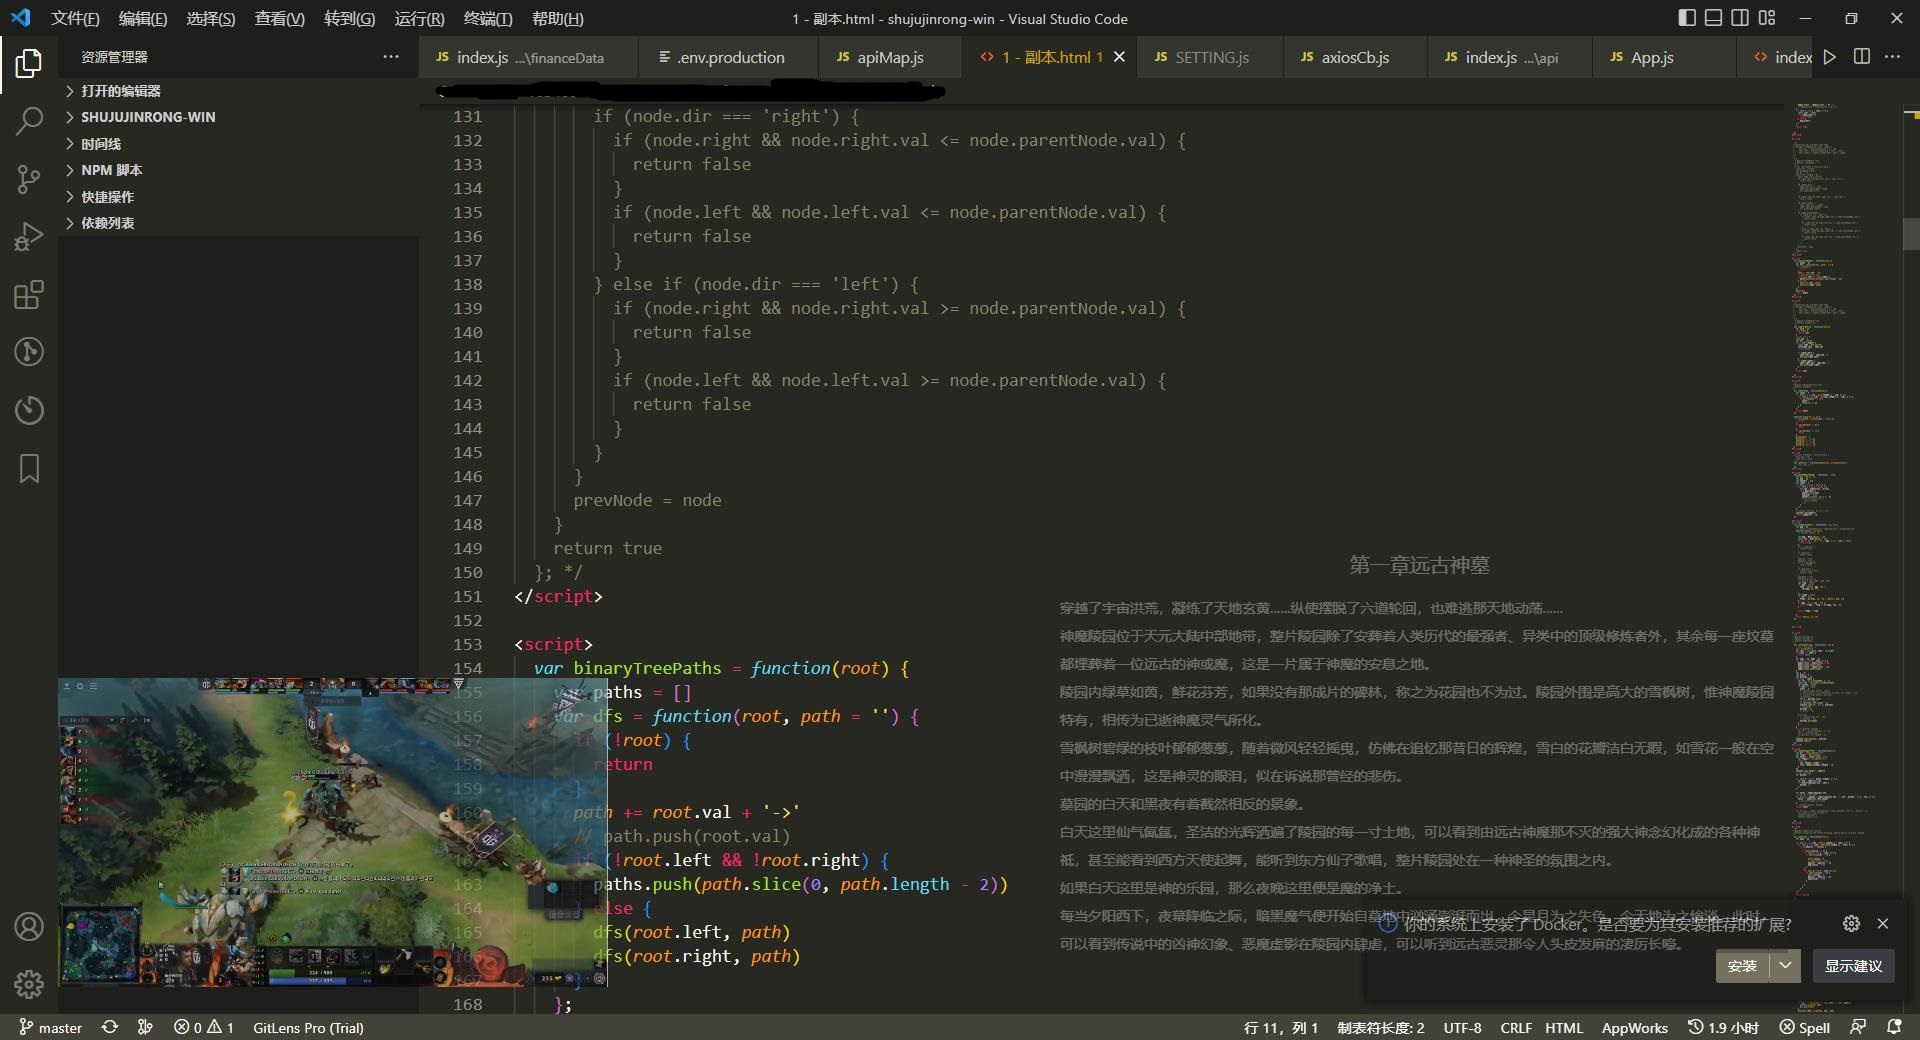 文件(F) 编辑(E) 选择(S) 查看(V) 转到(G) 运行(R) 终端(T) 帮助(H) 1 - 副本.html - shujujinrong-win - Visual Studio Code
资源管理器
index.js ...\financeData .env.production apiMap.js 1 - 副本.html 1 SETTING.js axiosCb.js index.js ...\api App.js index
打开的编辑器
SHUJUJINRONG-WIN
时间线
NPM 脚本
快捷操作
依赖列表
131 if (node.dir === 'right') {
132 if (node.right && node.right.val <= node.parentNode.val) {
133 return false
134 }
135 if (node.left && node.left.val <= node.parentNode.val) {
136 return false
137 }
138 } else if (node.dir === 'left') {
139 if (node.right && node.right.val >= node.parentNode.val) {
140 return false
141 }
142 if (node.left && node.left.val >= node.parentNode.val) {
143 return false
144 }
145 }
146 }
147 prevNode = node
148 }
149 return true
150 }; */
151 </script>
152
153 <script>
154 var binaryTreePaths = function(root) {
155 var paths = []
156 var dfs = function(root, path = '') {
157 if (!root) {
158 return
159 }
160 path += root.val + '->'
// path.push(root.val)
162 if (!root.left && !root.right) {
163 paths.push(path.slice(0, path.length - 2))
164 } else {
165 dfs(root.left, path)
166 dfs(root.right, path)
}
168 };
第一章远古神墓
穿越了宇宙洪荒，凝练了天地玄黄......纵使摆脱了六道轮回，也难逃那天地动荡......
神魔陵园位于天元大陆中部地带，整片陵园除了安葬着人类历代的最强者、异类中的顶级修炼者外，其余每一座坟墓
都埋葬着一位远古的神或魔，这是一片属于神魔的安息之地。
陵园内绿草如茵，鲜花芬芳，如果没有那成片的碑林，称之为花园也不为过。陵园外围是高大的雪枫树，惟神魔陵园
特有，相传为已逝神魔灵气所化。
雪枫树碧绿的枝叶郁郁葱葱，随着微风轻轻摇曳，仿佛在追忆那昔日的辉煌，雪白的花瓣洁白无暇，如雪花一般在空
中漫漫飘洒，这是神灵的眼泪，似在诉说那曾经的悲伤。
墓园的白天和黑夜有着截然相反的景象。
白天这里仙气氤氲，圣洁的光辉洒遍了陵园的每一寸土地，可以看到由远古神魔那不灭的强大神念幻化成的各种神
祗，甚至能看到西方天使起舞，能听到东方仙子歌唱，整片陵园处在一种神圣的氛围之内。
如果白天这里是神的乐园，那么夜晚这里便是魔的净土。
每当夕阳西下，夜幕降临之际，暗黑魔气便开始自墓地中
可以看到传说中的凶神幻象、恶魔虚影在陵园内肆虐，可以听到远古恶灵那令人头皮发麻的凄厉长嚎。
你的系统上安装了 Docker。是否要为其安装推荐的扩展?
安装 显示建议
master 0 1 GitLens Pro (Trial) 行 11，列 1 制表符长度: 2 UTF-8 CRLF HTML AppWorks 1.9 小时 Spell